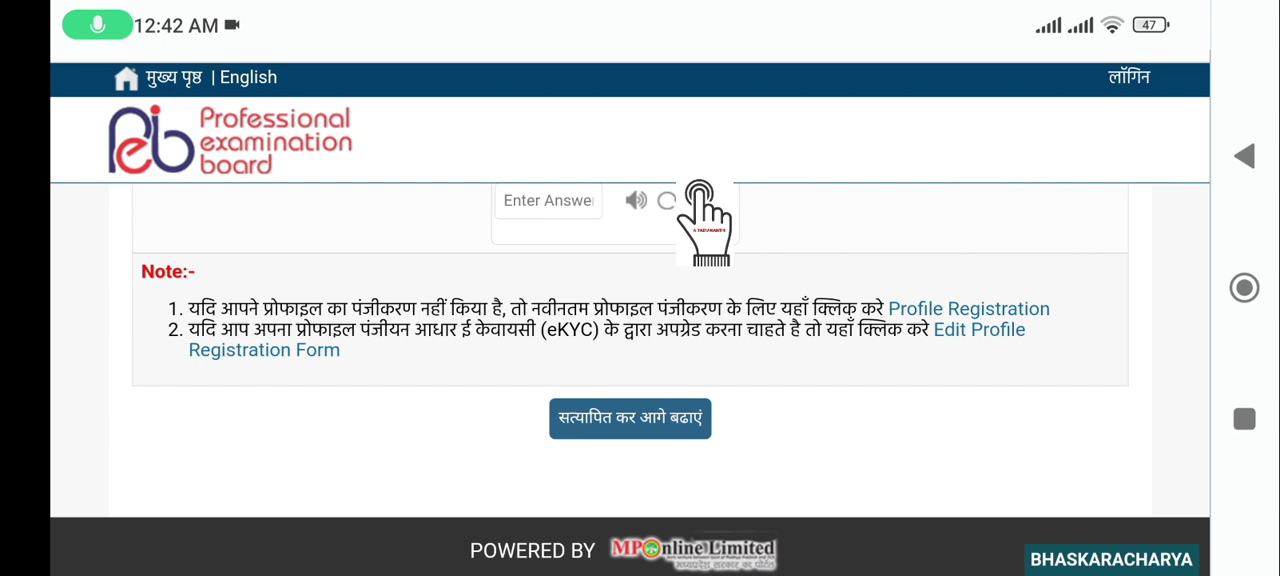 12:42 AM
47
मुख्य पृष्ठ | English
लॉगिन
Peb Professional
examination
board
Enter Answe
Note:-
1. यदि आपने प्रोफाइल का पंजीकरण नहीं किया है, तो नवीनतम प्रोफाइल पंजीकरण के लिए यहाँ क्लिक करे Profile Registration
2. यदि आप अपना प्रोफाइल पंजीयन आधार ई केवायसी (eKYC) के द्वारा अपग्रेड करना चाहते है तो यहाँ क्लिक करे Edit Profile
Registration Form
सत्यापित कर आगे बढाएं
POWERED BY MPOnline Limited
BHASKARACHARYA